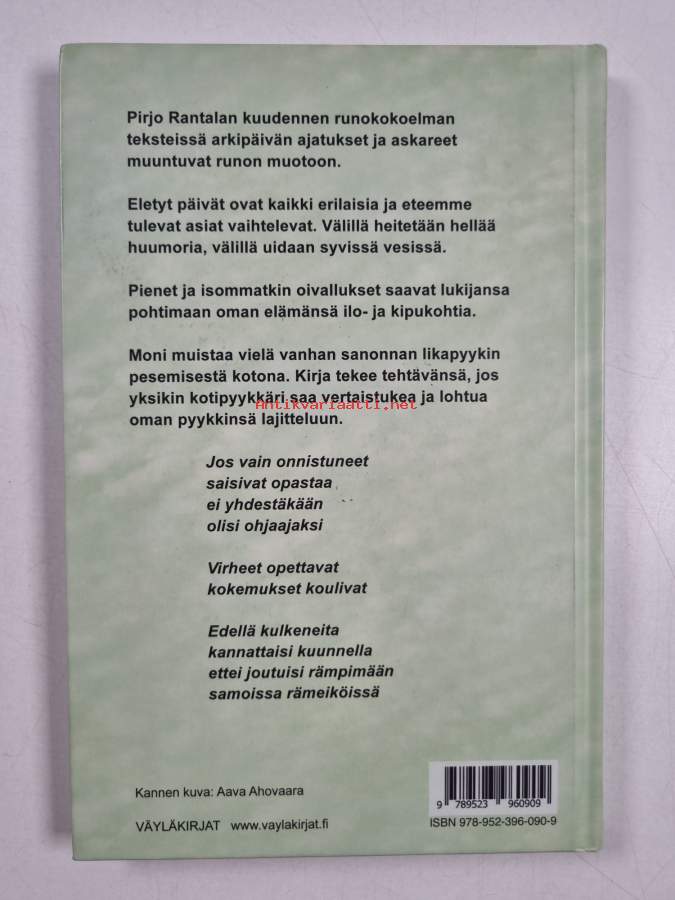 Pirjo Rantalan kuudennen runokokoelman
teksteissä arkipäivän ajatukset ja askareet
muuntuvat runon muotoon.
Eletyt päivät ovat kaikki erilaisia ja eteemme
tulevat asiat vaihtelevat. Välillä heitetään hellää
huumoria, välillä uidaan syvissä vesissä.
Pienet ja isommatkin oivallukset saavat lukijansa
pohtimaan oman elämänsä ilo- ja kipukohtia.
Moni muistaa vielä vanhan sanonnan likapyykin
pesemisestä kotona. Kirja tekee tehtävänsä, jos
yksikin kotipyykkäri saa vertaistukea ja lohtua
Antikvariaatti.net
oman pyykkinsä lajitteluun.
Jos vain onnistuneet
saisivat opastaa
ei yhdestäkään
olisi ohjaajaksi
Virheet opettavat
kokemukset koulivat
Edellä kulkeneita
kannattaisi kuunnella
ettei joutuisi rämpimään
samoissa rämeiköissä
Kannen kuva: Aava Ahovaara
VÄYLÄKIRJAT www.vaylakirjat.fi
9 789523 960909
ISBN 978-952-396-090-9